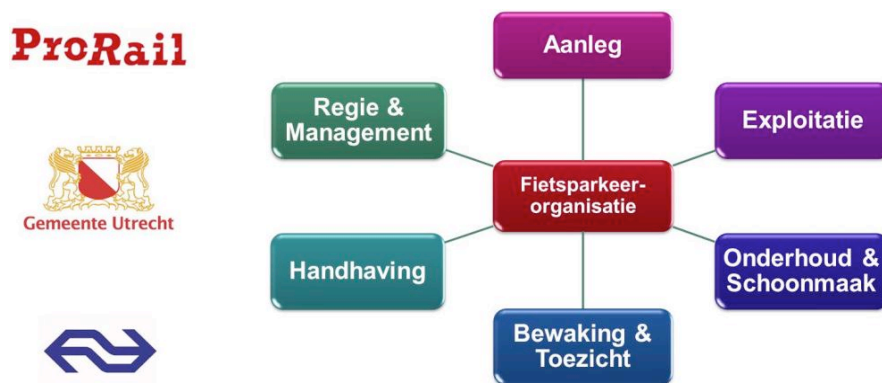 ProRail
Gemeente Utrecht
Aanleg
Regie &
Management
Exploitatie
Fietsparkeer-
organisatie
Handhaving
Onderhoud &
Schoonmaak
Bewaking &
Toezicht